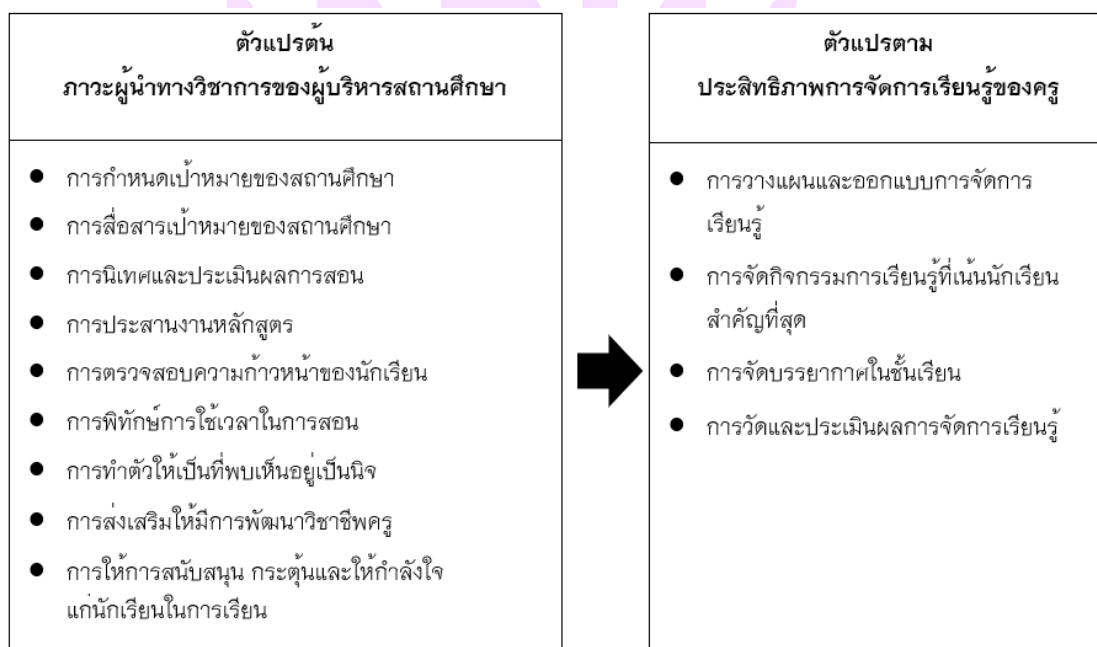 ตัวแปรต้น
ภาวะผู้นำทางวิชาการของผู้บริหารสถานศึกษา
การกำหนดเป้าหมายของสถานศึกษา
การสื่อสารเป้าหมายของสถานศึกษา
การนิเทศและประเมินผลการสอน
การประสานงานหลักสูตร
การตรวจสอบความก้าวหน้าของนักเรียน
การพิทักษ์การใช้เวลาในการสอน
การทำตัวให้เป็นที่พบเห็นอยู่เป็นนิจ
การส่งเสริมให้มีการพัฒนาวิชาชีพครู
การให้การสนับสนุน กระตุ้นและให้กำลังใจ
แก่นักเรียนในการเรียน
ตัวแปรตาม
ประสิทธิภาพการจัดการเรียนรู้ของครู
การวางแผนและออกแบบการจัดการ
เรียนรู้
การจัดกิจกรรมการเรียนรู้ที่เน้นนักเรียน
สำคัญที่สุด
การจัดบรรยากาศในชั้นเรียน
การวัดและประเมินผลการจัดการเรียนรู้